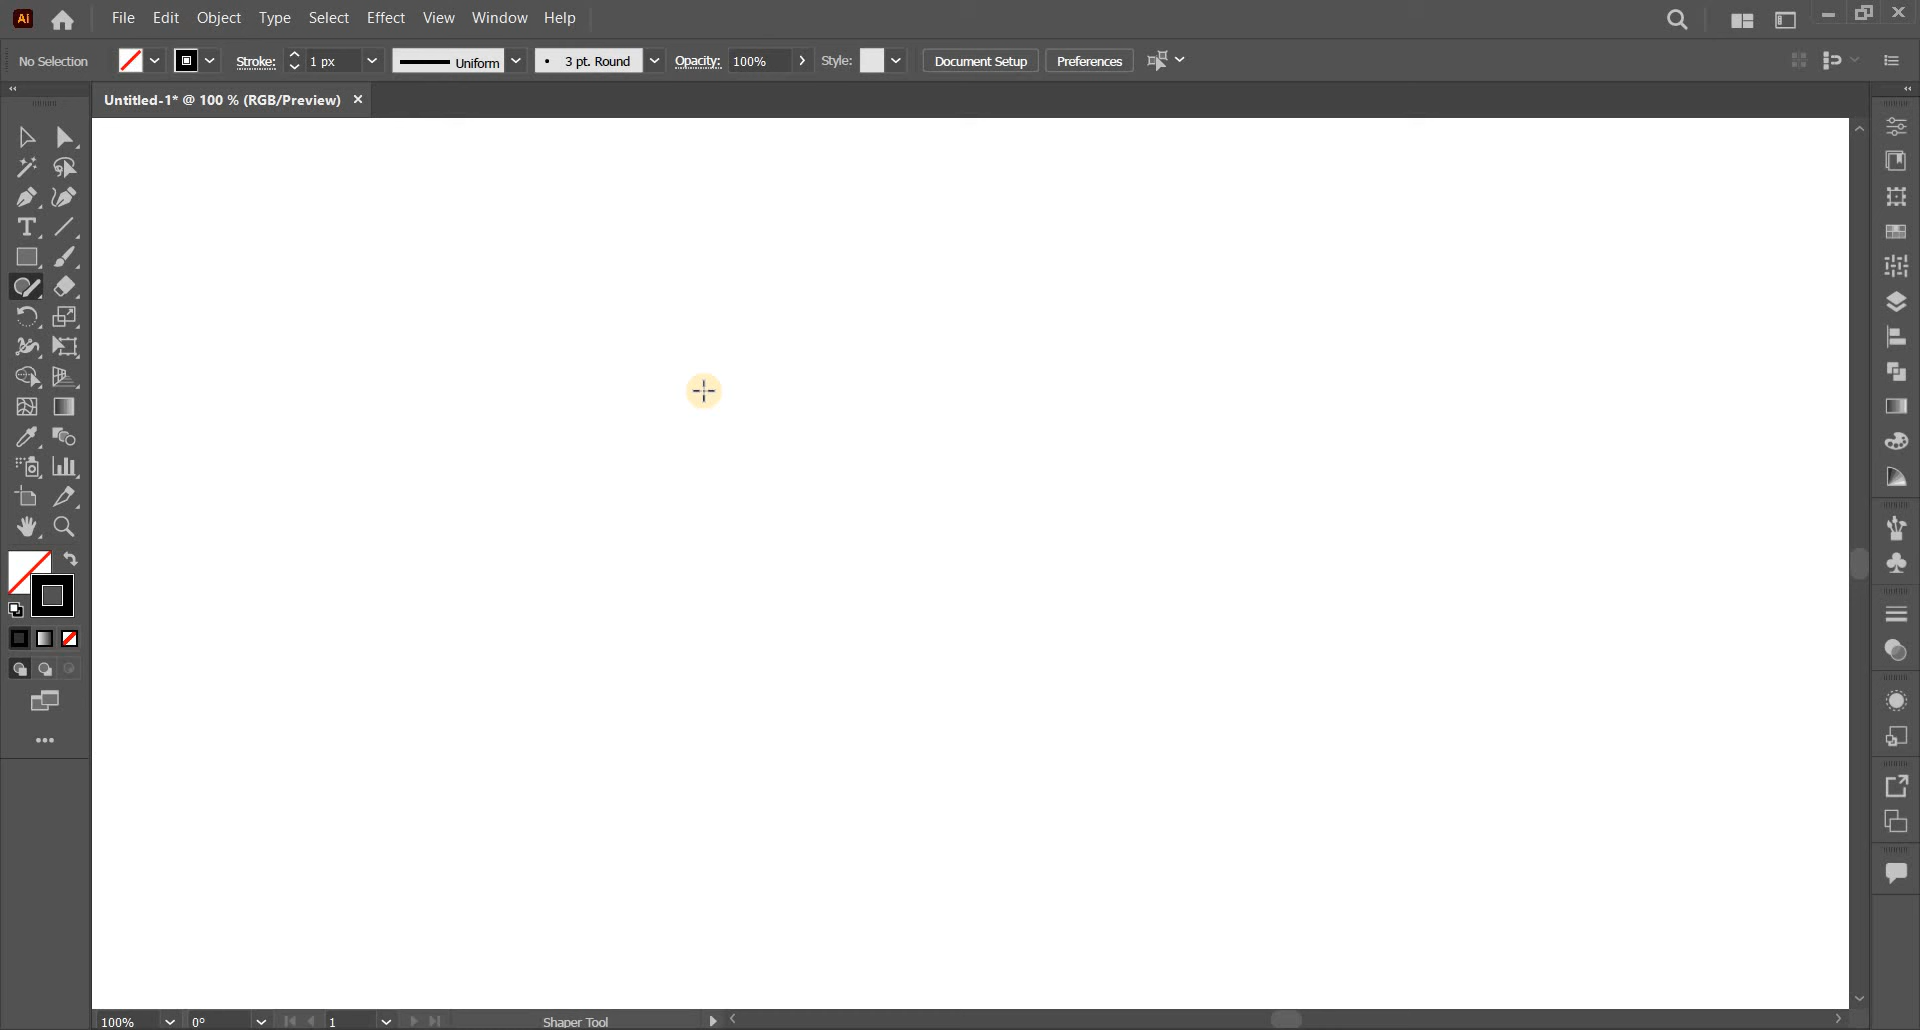 Ai File Edit Object Type Select Effect View Window Help
No Selection Stroke: 1 px Uniform 3 pt. Round Opacity: 100% Style: Document Setup Preferences
Untitled-1* @ 100 % (RGB/Preview) ×
T
100% 0° 1 Shaper Tool